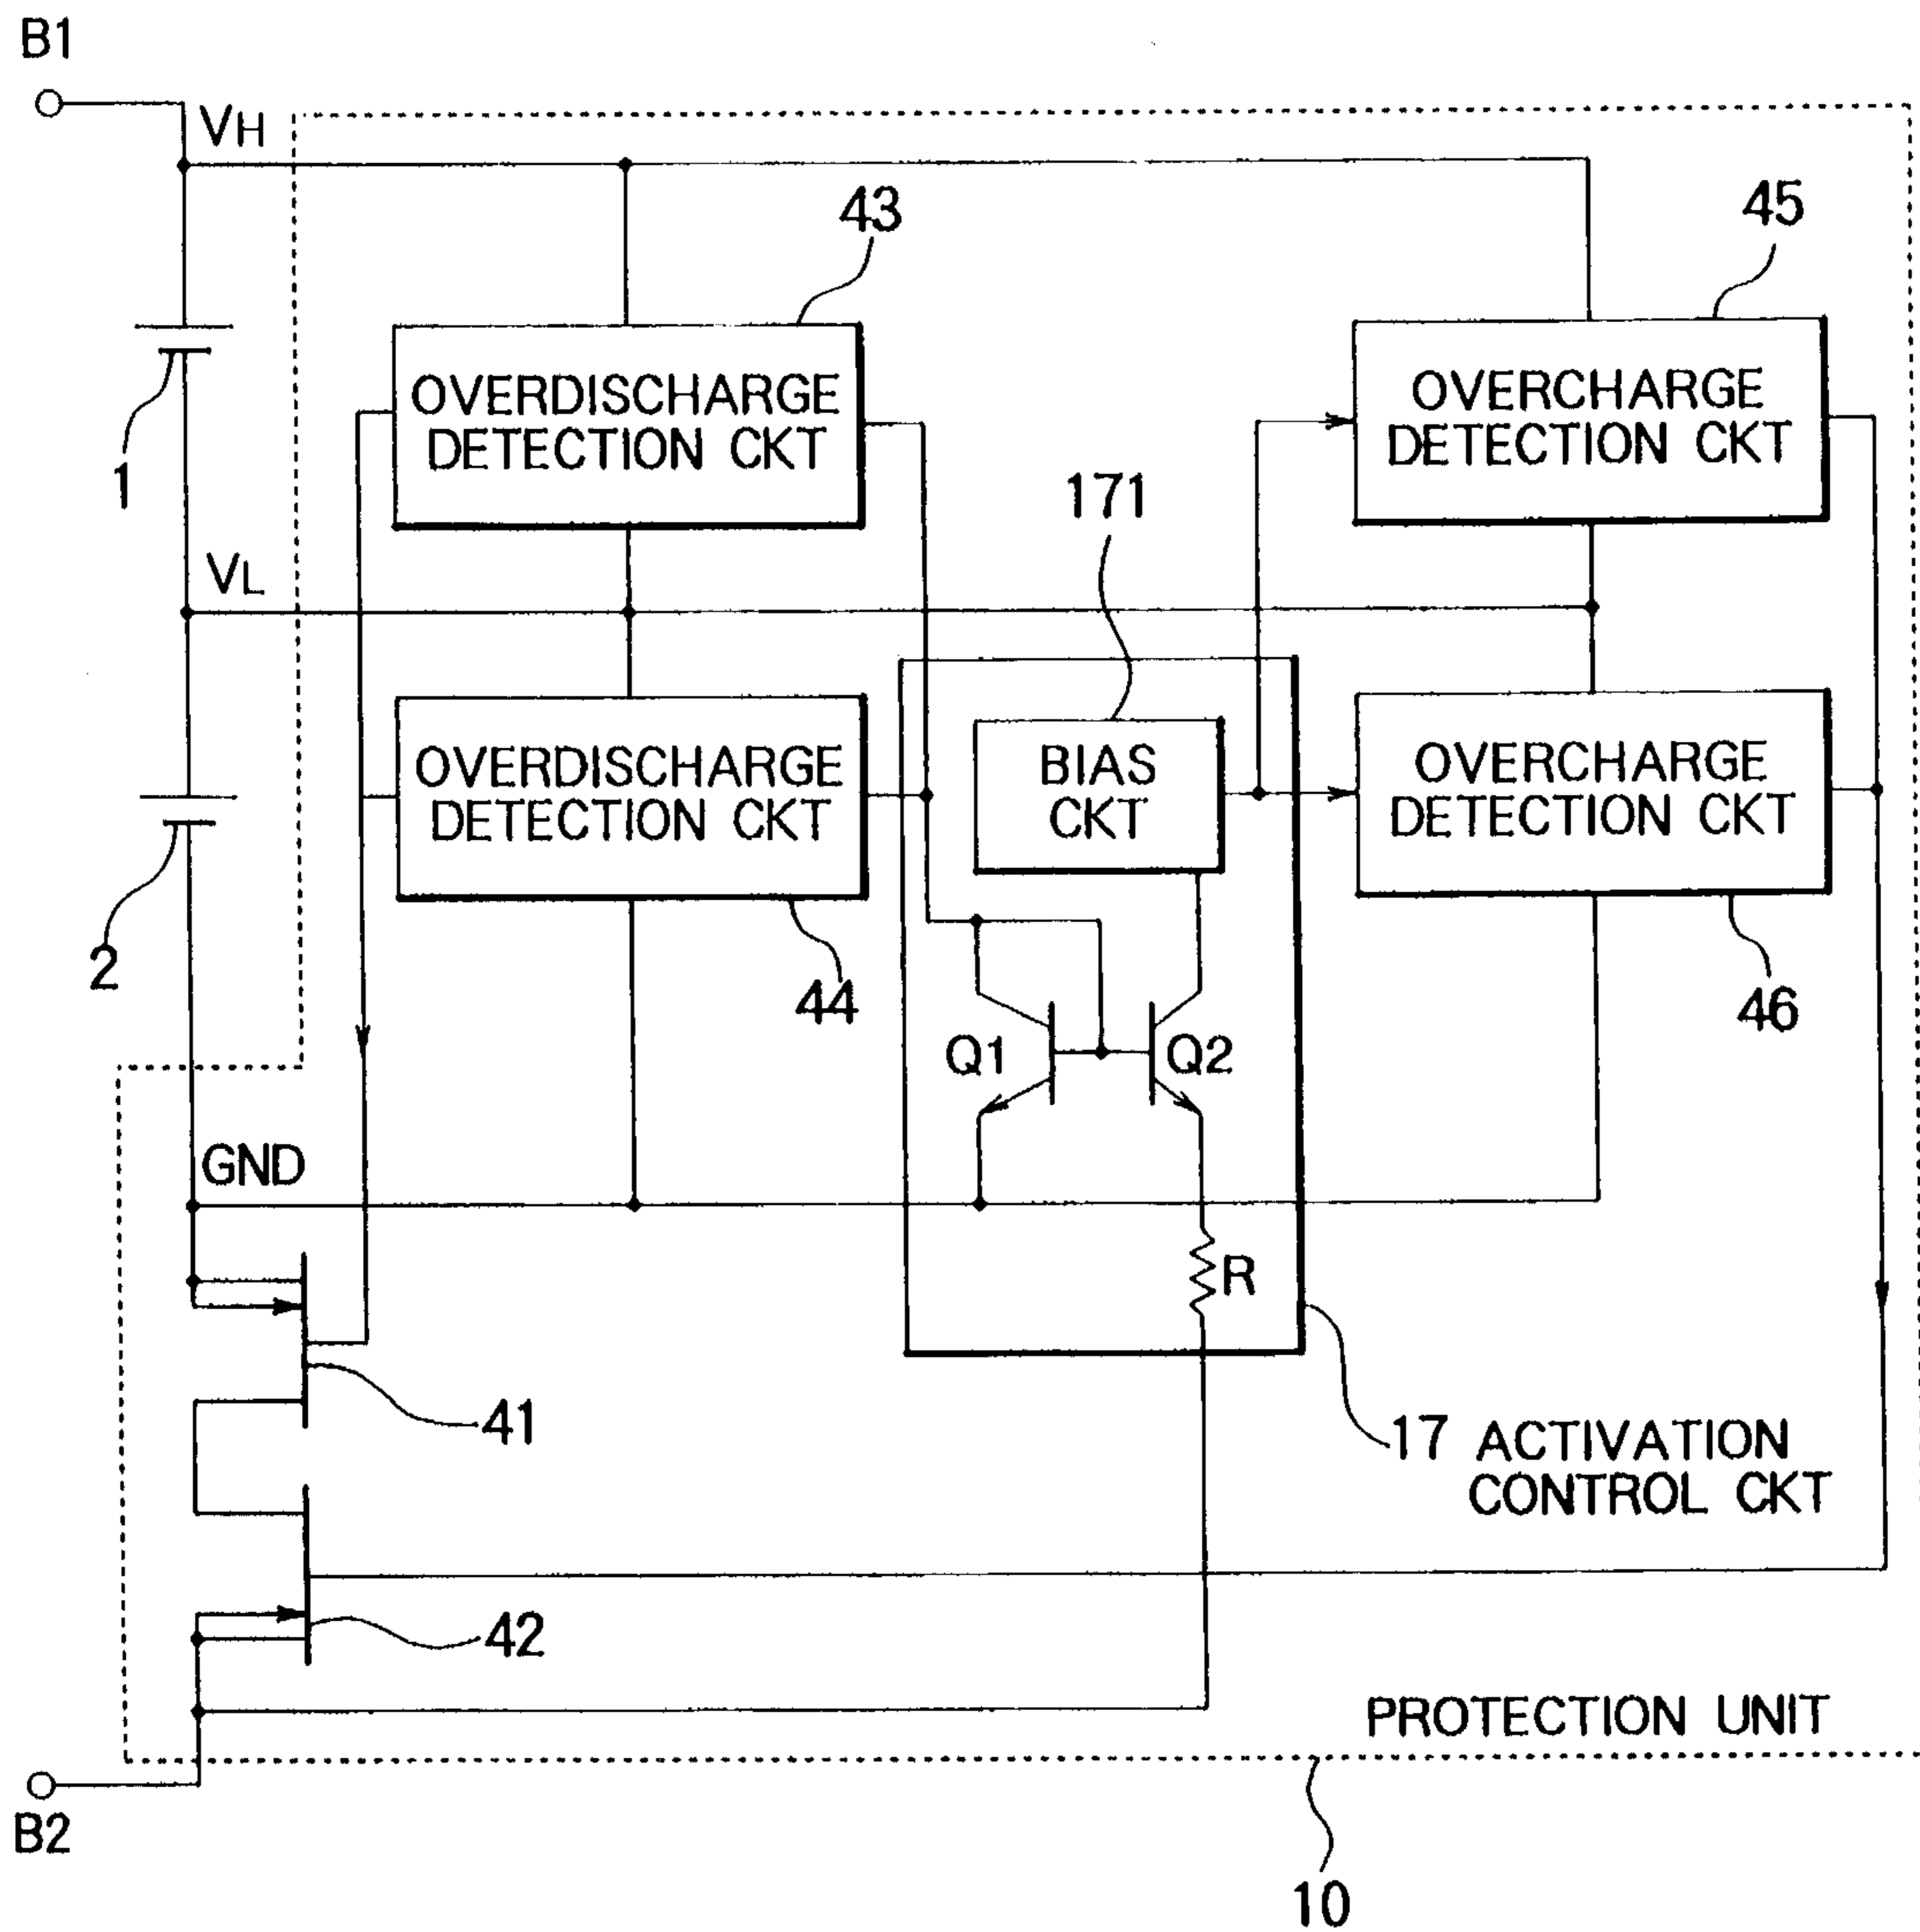 B1
VH
43
45
OVERDISCHARGE
DETECTION CKT
OVERCHARGE
DETECTION CKT
1
171
VL
OVERDISCHARGE
DETECTION CKT
BIAS
CKT
OVERCHARGE
DETECTION CKT
2
44
46
Q1
Q2
GND
R
41
17 ACTIVATION
CONTROL CKT
42
PROTECTION UNIT
B2
10